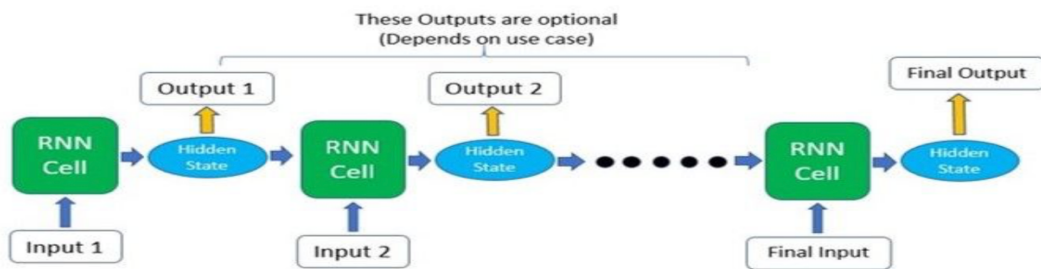 These Outputs are optional
(Depends on use case)
Output 1
Output 2
Final Output
RNN
Cell
Hidden
State
RNN
Cell
Hidden
State
RNN
Cell
Hidden
State
Input 1
Input 2
Final Input